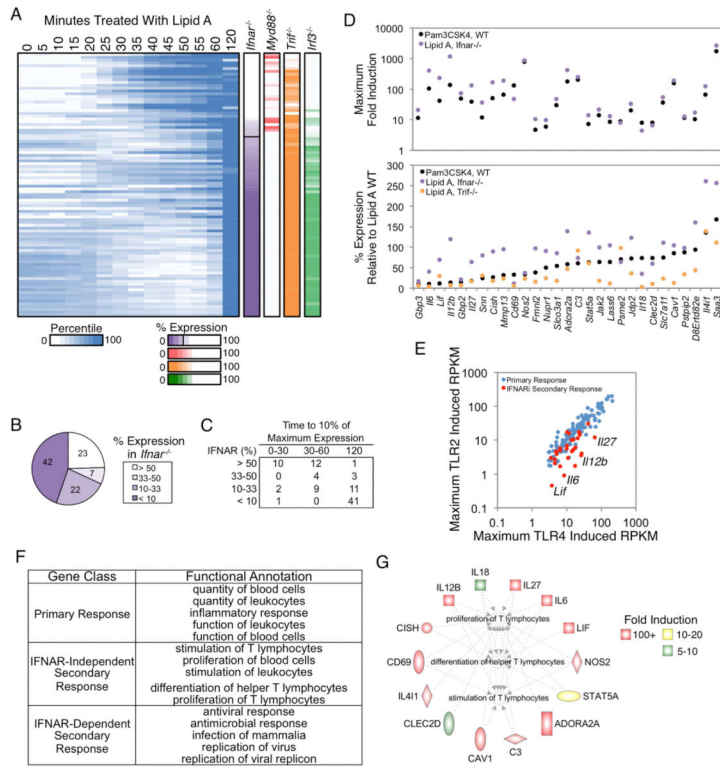 A
Minutes Treated With Lipid A
0 5 10 15 20 25 30 35 40 45 50 55 60 120
Ifnar-/-
Myd88-/-
Trif-/-
Irf3-/-
Percentile
0 100
% Expression
0 100
0 100
0 100
0 100
B
42
23
7
22
% Expression
in Ifnar-/-
> 50
33-50
10-33
< 10
C
Time to 10% of
Maximum Expression
IFNAR (%) 0-30 30-60 120
> 50 10 12 1
33-50 0 4 3
10-33 2 9 11
< 10 1 0 41
D
Maximum
Fold Induction
10000
1000
100
10
1
Pam3CSK4, WT
Lipid A, Ifnar-/-
% Expression
Relative to Lipid A WT
300
250
200
150
100
50
0
Pam3CSK4, WT
Lipid A, Ifnar-/-
Lipid A, Trif-/-
Gbp3 Il6 Lif Il12b Gbp2 Il27 Snn Cish Mmp13 Cd69 Nos2 Fmnl2 Nupr1 Slco3a1 Adora2a C3 Stat5a Jak2 Lass6 Psme2 Jdp2 Il18 Clec2d Slc7a11 Cav1 Pstpip2 D8Ertd82e Il4i1 Saa3
E
Maximum TLR2 Induced RPKM
1000
100
10
1
0.1
Primary Response
IFNARi Secondary Response
Il27
Il12b
Il6
Lif
0.1 1 10 100 1000
Maximum TLR4 Induced RPKM
F
Gene Class Functional Annotation
Primary Response
quantity of blood cells
quantity of leukocytes
inflammatory response
function of leukocytes
function of blood cells
IFNAR-Independent
Secondary
Response
stimulation of T lymphocytes
proliferation of blood cells
stimulation of leukocytes
differentiation of helper T lymphocytes
proliferation of T lymphocytes
IFNAR-Dependent
Secondary
Response
antiviral response
antimicrobial response
infection of mammalia
replication of virus
replication of viral replicon
G
IL18
IL12B
IL27
IL6
CISH
LIF
proliferation of T lymphocytes
CD69
differentiation of helper T lymphocytes
NOS2
IL4I1
stimulation of T lymphocytes
STAT5A
CLEC2D
ADORA2A
CAV1
C3
Fold Induction
100+
10-20
5-10